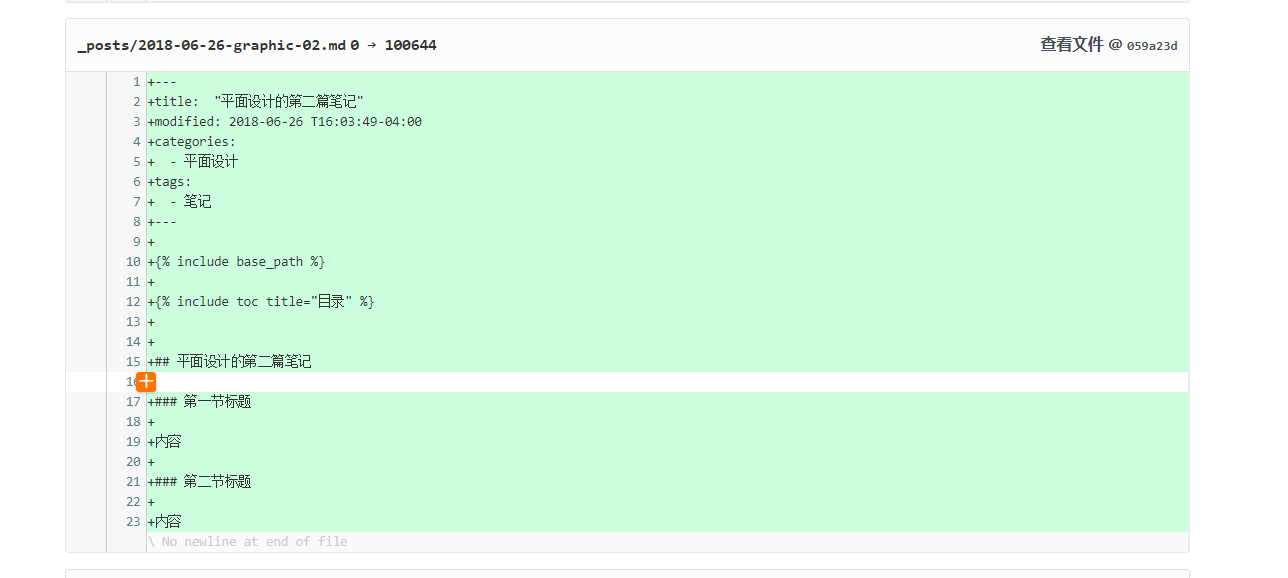 _posts/2018-06-26-graphic-02.md 0 → 100644 查看文件 @ 059a23d
1 +---
2 +title:  "平面设计的第二篇笔记"
3 +modified: 2018-06-26 T16:03:49-04:00
4 +categories:
5 +  - 平面设计
6 +tags:
7 +  - 笔记
8 +---
9 +
10 +{% include base_path %}
11 +
12 +{% include toc title="目录" %}
13 +
14 +
15 +## 平面设计的第二篇笔记
16
17 +### 第一节标题
18 +
19 +内容
20 +
21 +### 第二节标题
22 +
23 +内容
\ No newline at end of file